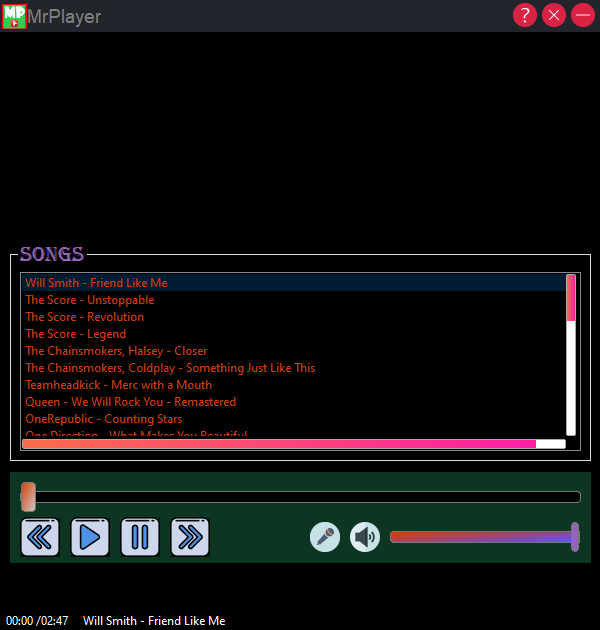 MP MrPlayer ?
SONGS
Will Smith - Friend Like Me
The Score - Unstoppable
The Score - Revolution
The Score - Legend
The Chainsmokers, Halsey - Closer
The Chainsmokers, Coldplay - Something Just Like This
Teamheadkick - Merc with a Mouth
Queen - We Will Rock You - Remastered
OneRepublic - Counting Stars
One Direction - What Makes You Beautiful
00:00 /02:47 Will Smith - Friend Like Me